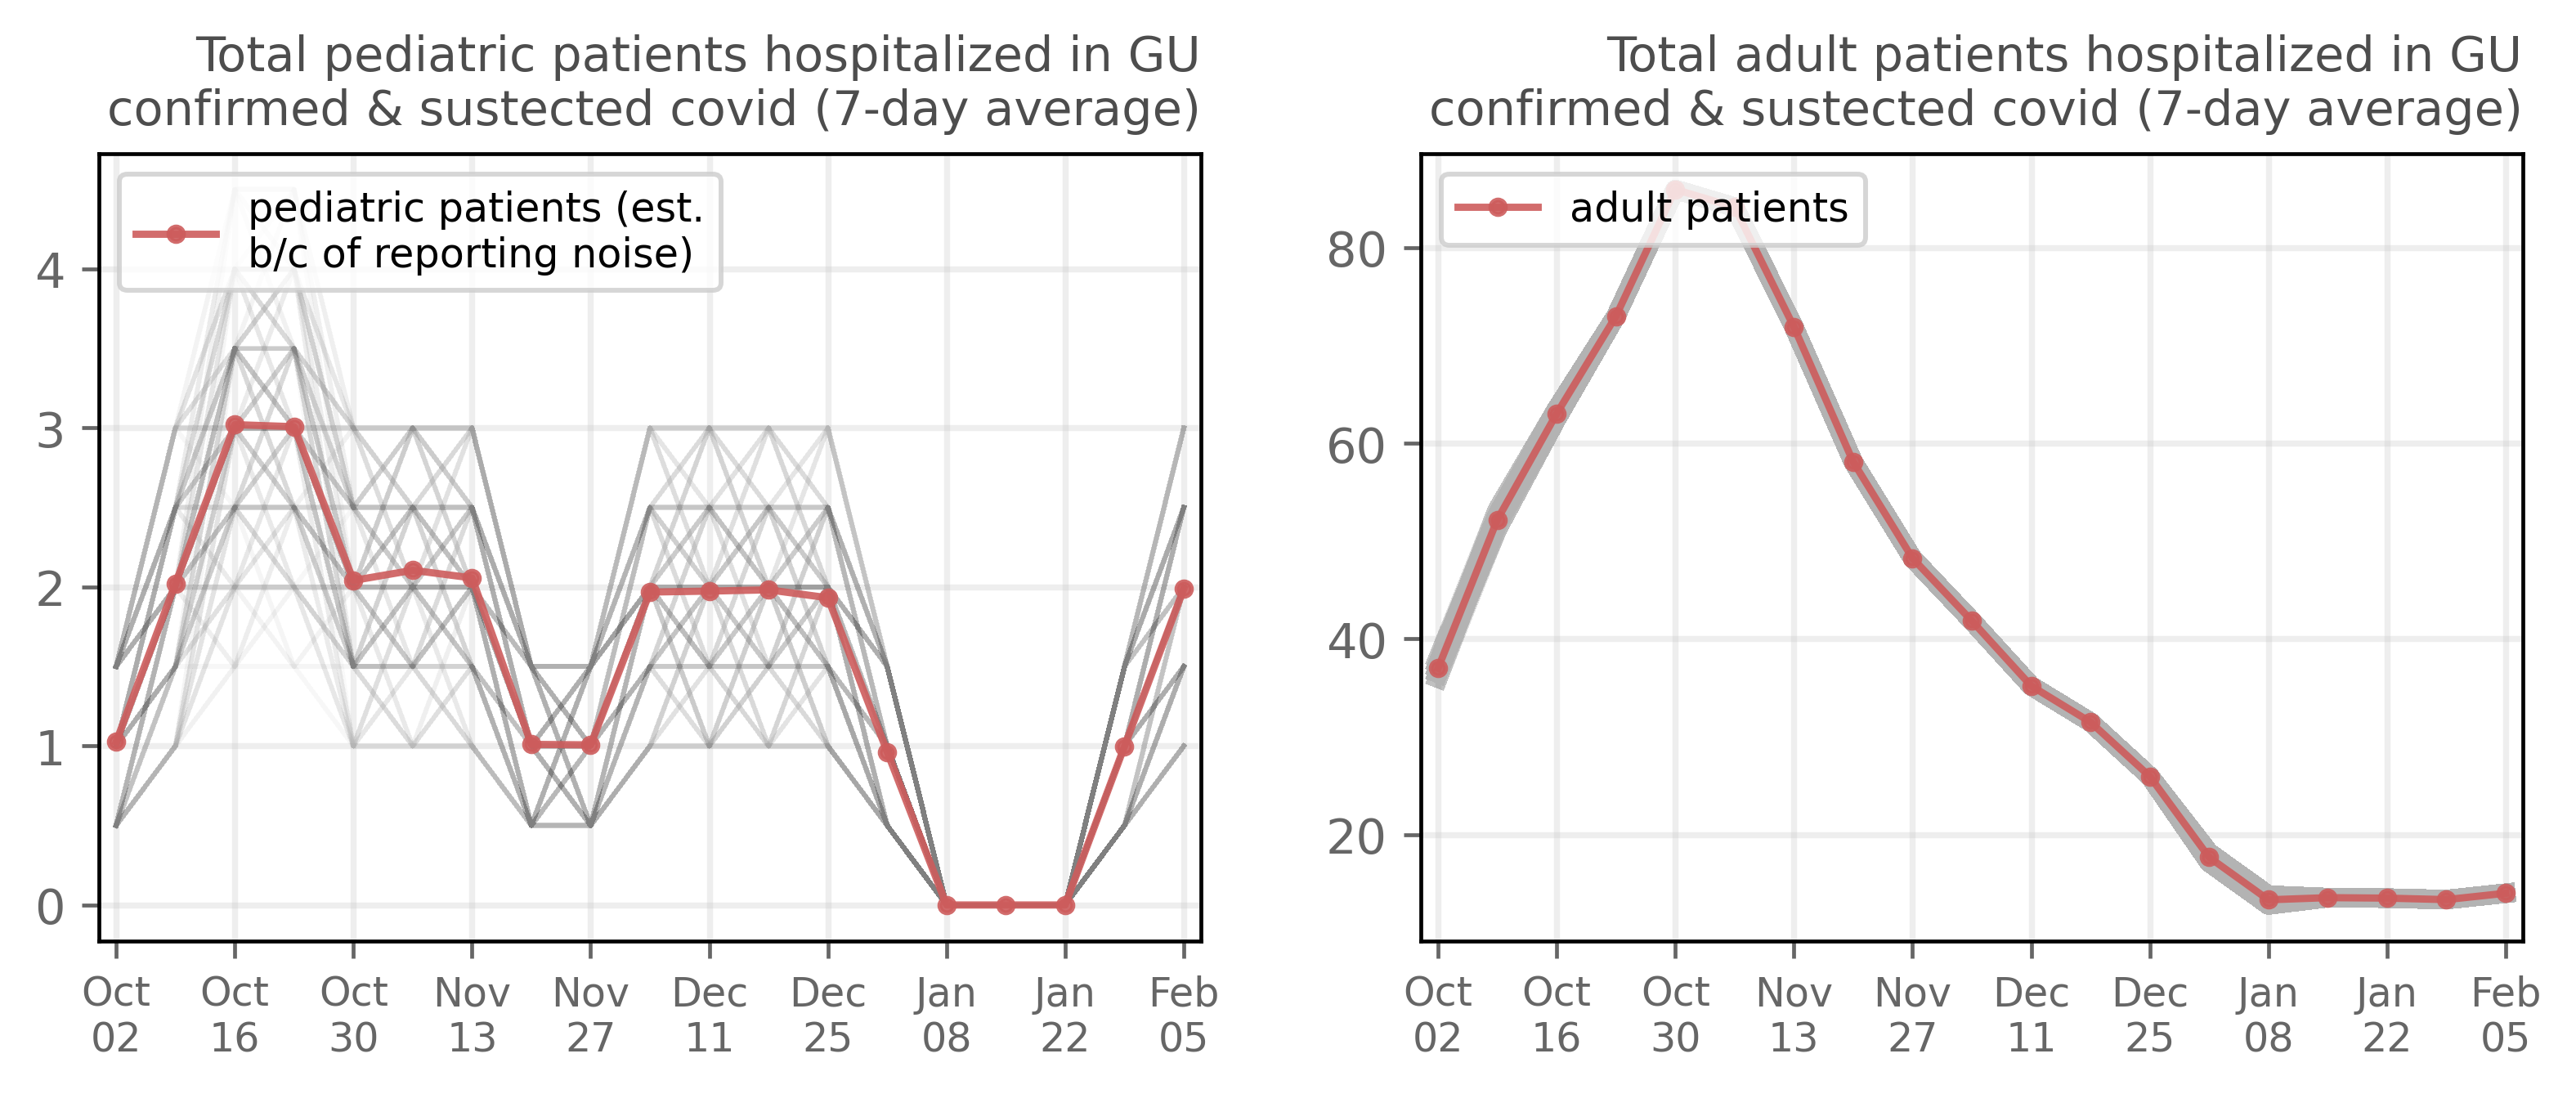 Total pediatric patients hospitalized in GU
confirmed & sustected covid (7-day average)
pediatric patients (est.
b/c of reporting noise)
4
3
2
1
0
Oct Oct Oct Nov Nov Dec Dec Jan Jan Feb
02 16 30 13 27 11 25 08 22 05
Total adult patients hospitalized in GU
confirmed & sustected covid (7-day average)
adult patients
80
60
40
20
Oct Oct Oct Nov Nov Dec Dec Jan Jan Feb
02 16 30 13 27 11 25 08 22 05